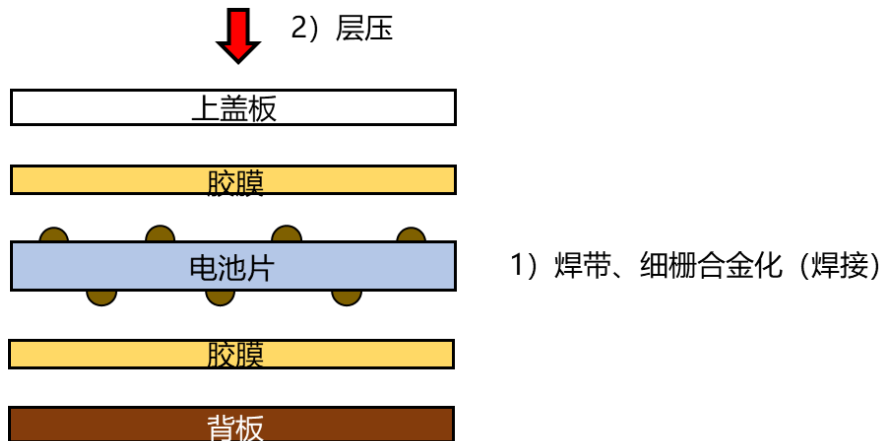 2）层压
上盖板
胶膜
电池片
1）焊带、细栅合金化（焊接）
胶膜
背板